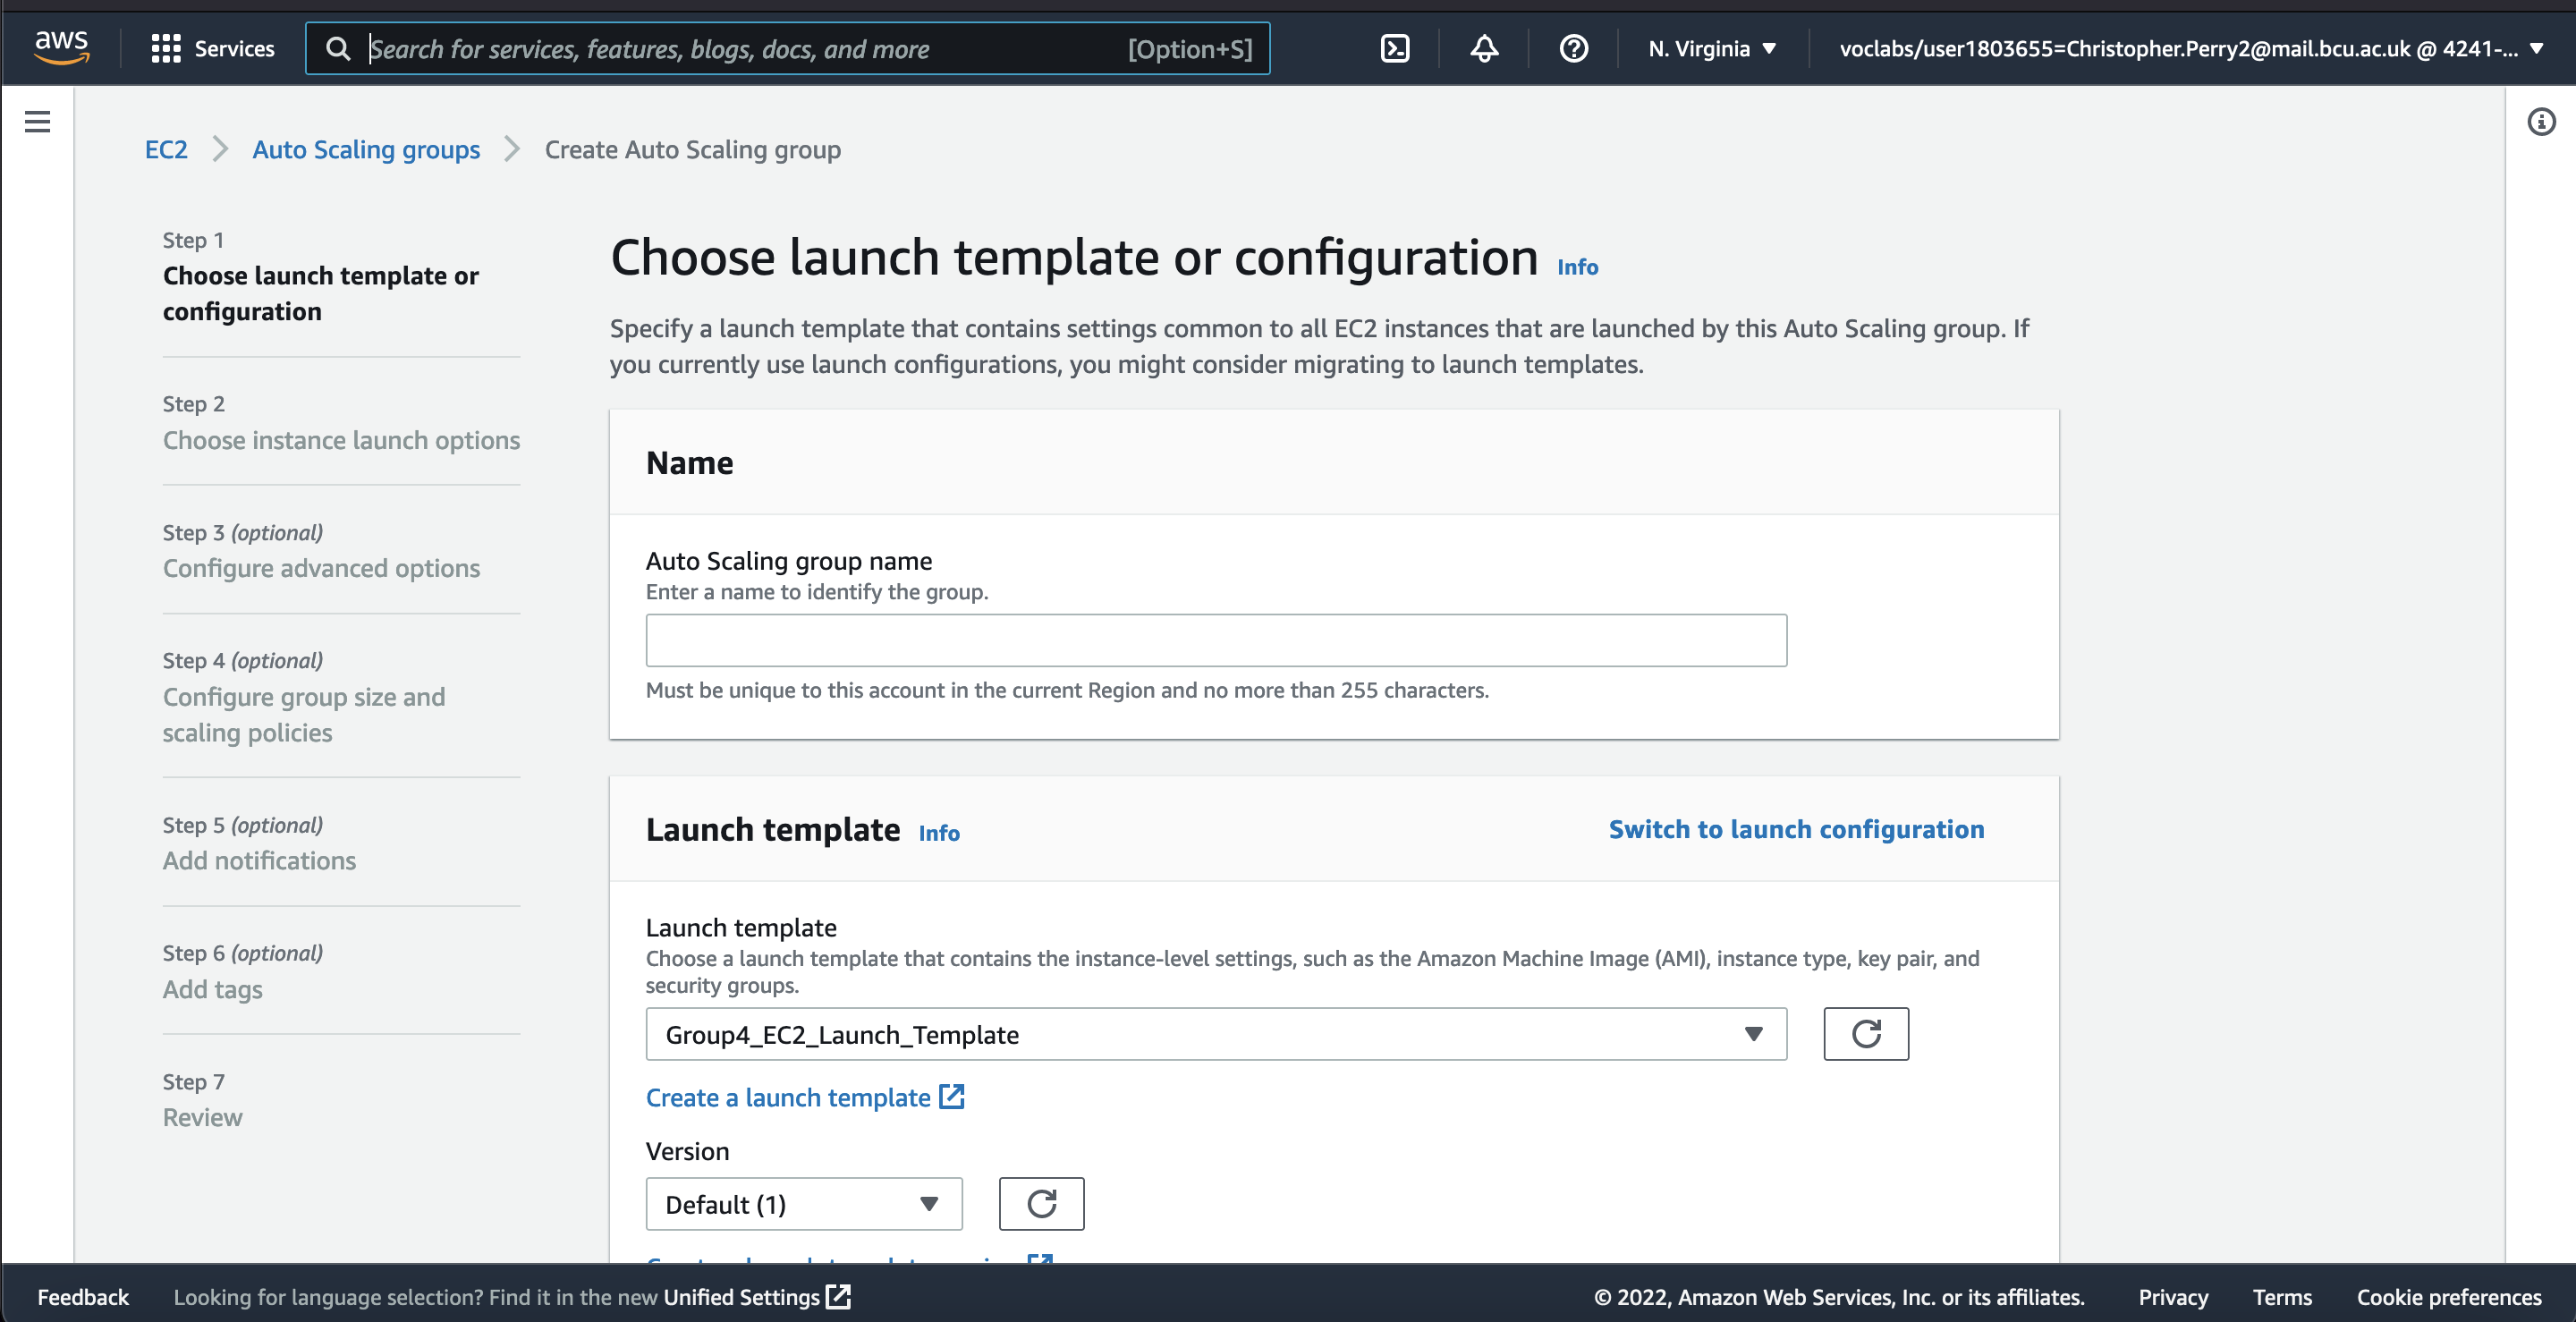 aws
Services
Search for services, features, blogs, docs, and more
[Option+S]
N. Virginia
voclabs/user1803655=Christopher.Perry2@mail.bcu.ac.uk @ 4241-...
EC2
Auto Scaling groups
Create Auto Scaling group
Step 1
Choose launch template or
configuration
Step 2
Choose instance launch options
Step 3 (optional)
Configure advanced options
Step 4 (optional)
Configure group size and
scaling policies
Step 5 (optional)
Add notifications
Step 6 (optional)
Add tags
Step 7
Review
Choose launch template or configuration Info
Specify a launch template that contains settings common to all EC2 instances that are launched by this Auto Scaling group. If
you currently use launch configurations, you might consider migrating to launch templates.
Name
Auto Scaling group name
Enter a name to identify the group.
Must be unique to this account in the current Region and no more than 255 characters.
Launch template Info
Switch to launch configuration
Launch template
Choose a launch template that contains the instance-level settings, such as the Amazon Machine Image (AMI), instance type, key pair, and
security groups.
Group4_EC2_Launch_Template
Create a launch template
Version
Default (1)
Feedback
Looking for language selection? Find it in the new Unified Settings
© 2022, Amazon Web Services, Inc. or its affiliates.
Privacy
Terms
Cookie preferences